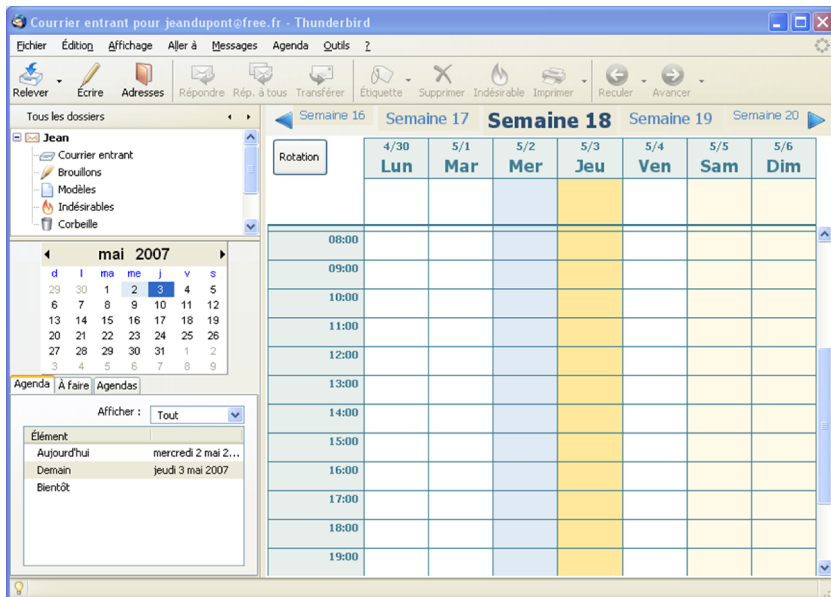 Courrier entrant pour jeandupont@free.fr - Thunderbird
Fichier Édition Affichage Aller à Messages Agenda Outils ?
Relever Écrire Adresses Répondre Rép. à tous Transférer Étiquette Supprimer Indésirable Imprimer Reculer Avancer
Tous les dossiers
Jean
Courrier entrant
Brouillons
Modèles
Indésirables
Corbeille
mai 2007
d l ma me j v s
29 30 1 2 3 4 5
6 7 8 9 10 11 12
13 14 15 16 17 18 19
20 21 22 23 24 25 26
27 28 29 30 31 1 2
3 4 5 6 7 8 9
Agenda À faire Agendas
Afficher : Tout
Élément
Aujourd'hui mercredi 2 mai 2...
Demain jeudi 3 mai 2007
Bientôt
Semaine 16 Semaine 17 Semaine 18 Semaine 19 Semaine 20
Rotation
4/30 5/1 5/2 5/3 5/4 5/5 5/6
Lun Mar Mer Jeu Ven Sam Dim
08:00
09:00
10:00
11:00
12:00
13:00
14:00
15:00
16:00
17:00
18:00
19:00